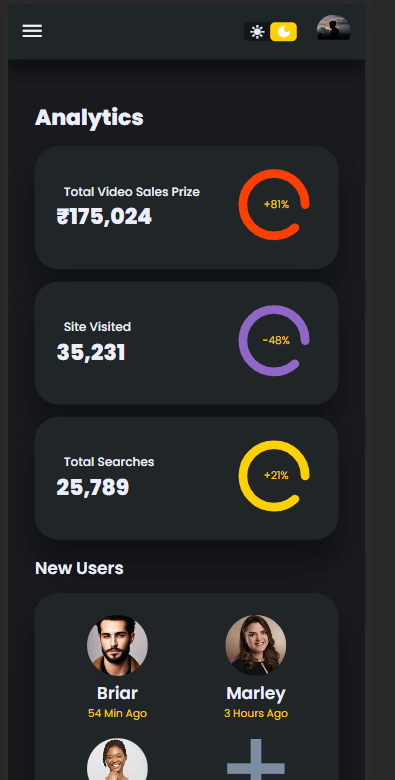 Analytics
Total Video Sales Prize
₹175,024
+81%
Site Visited
35,231
-48%
Total Searches
25,789
+21%
New Users
Briar
54 Min Ago
Marley
3 Hours Ago